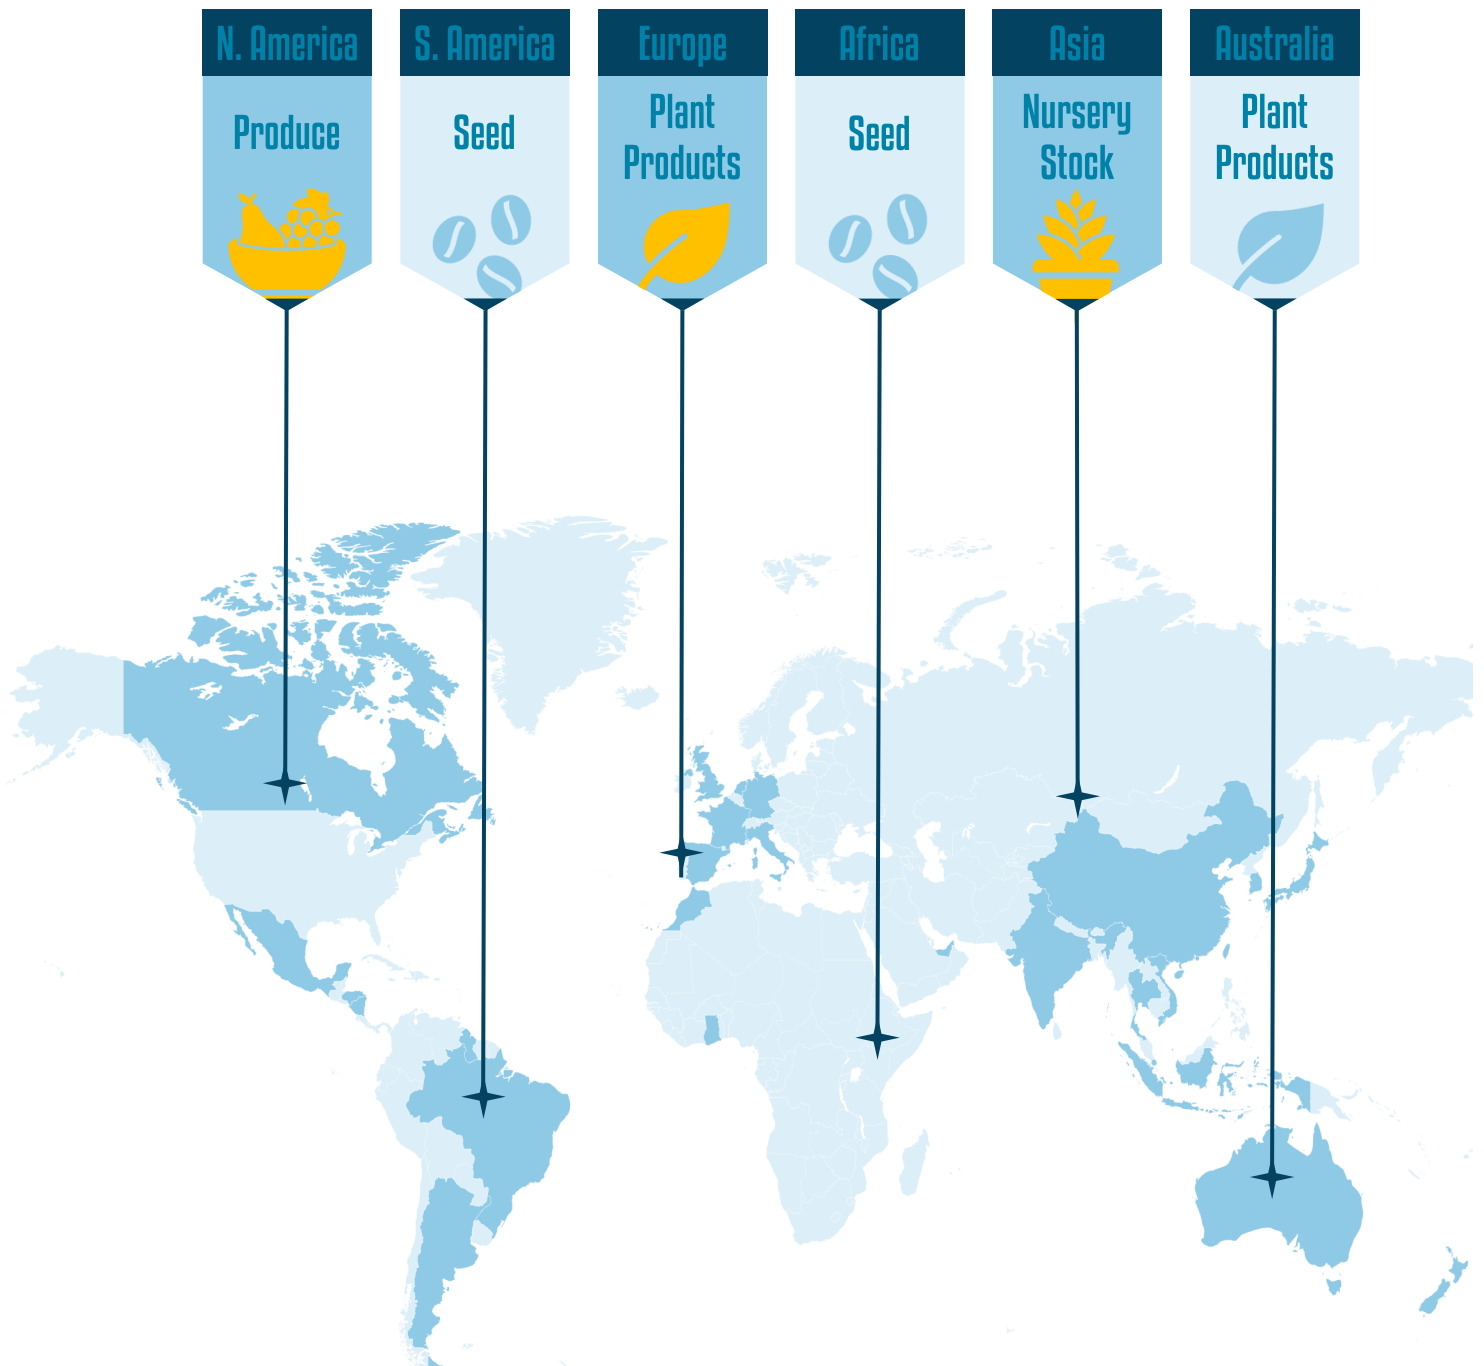 N. America
S. America
Europe
Africa
Asia
Australia
Produce
Seed
Plant
Products
Seed
Nursery
Stock
Plant
Products